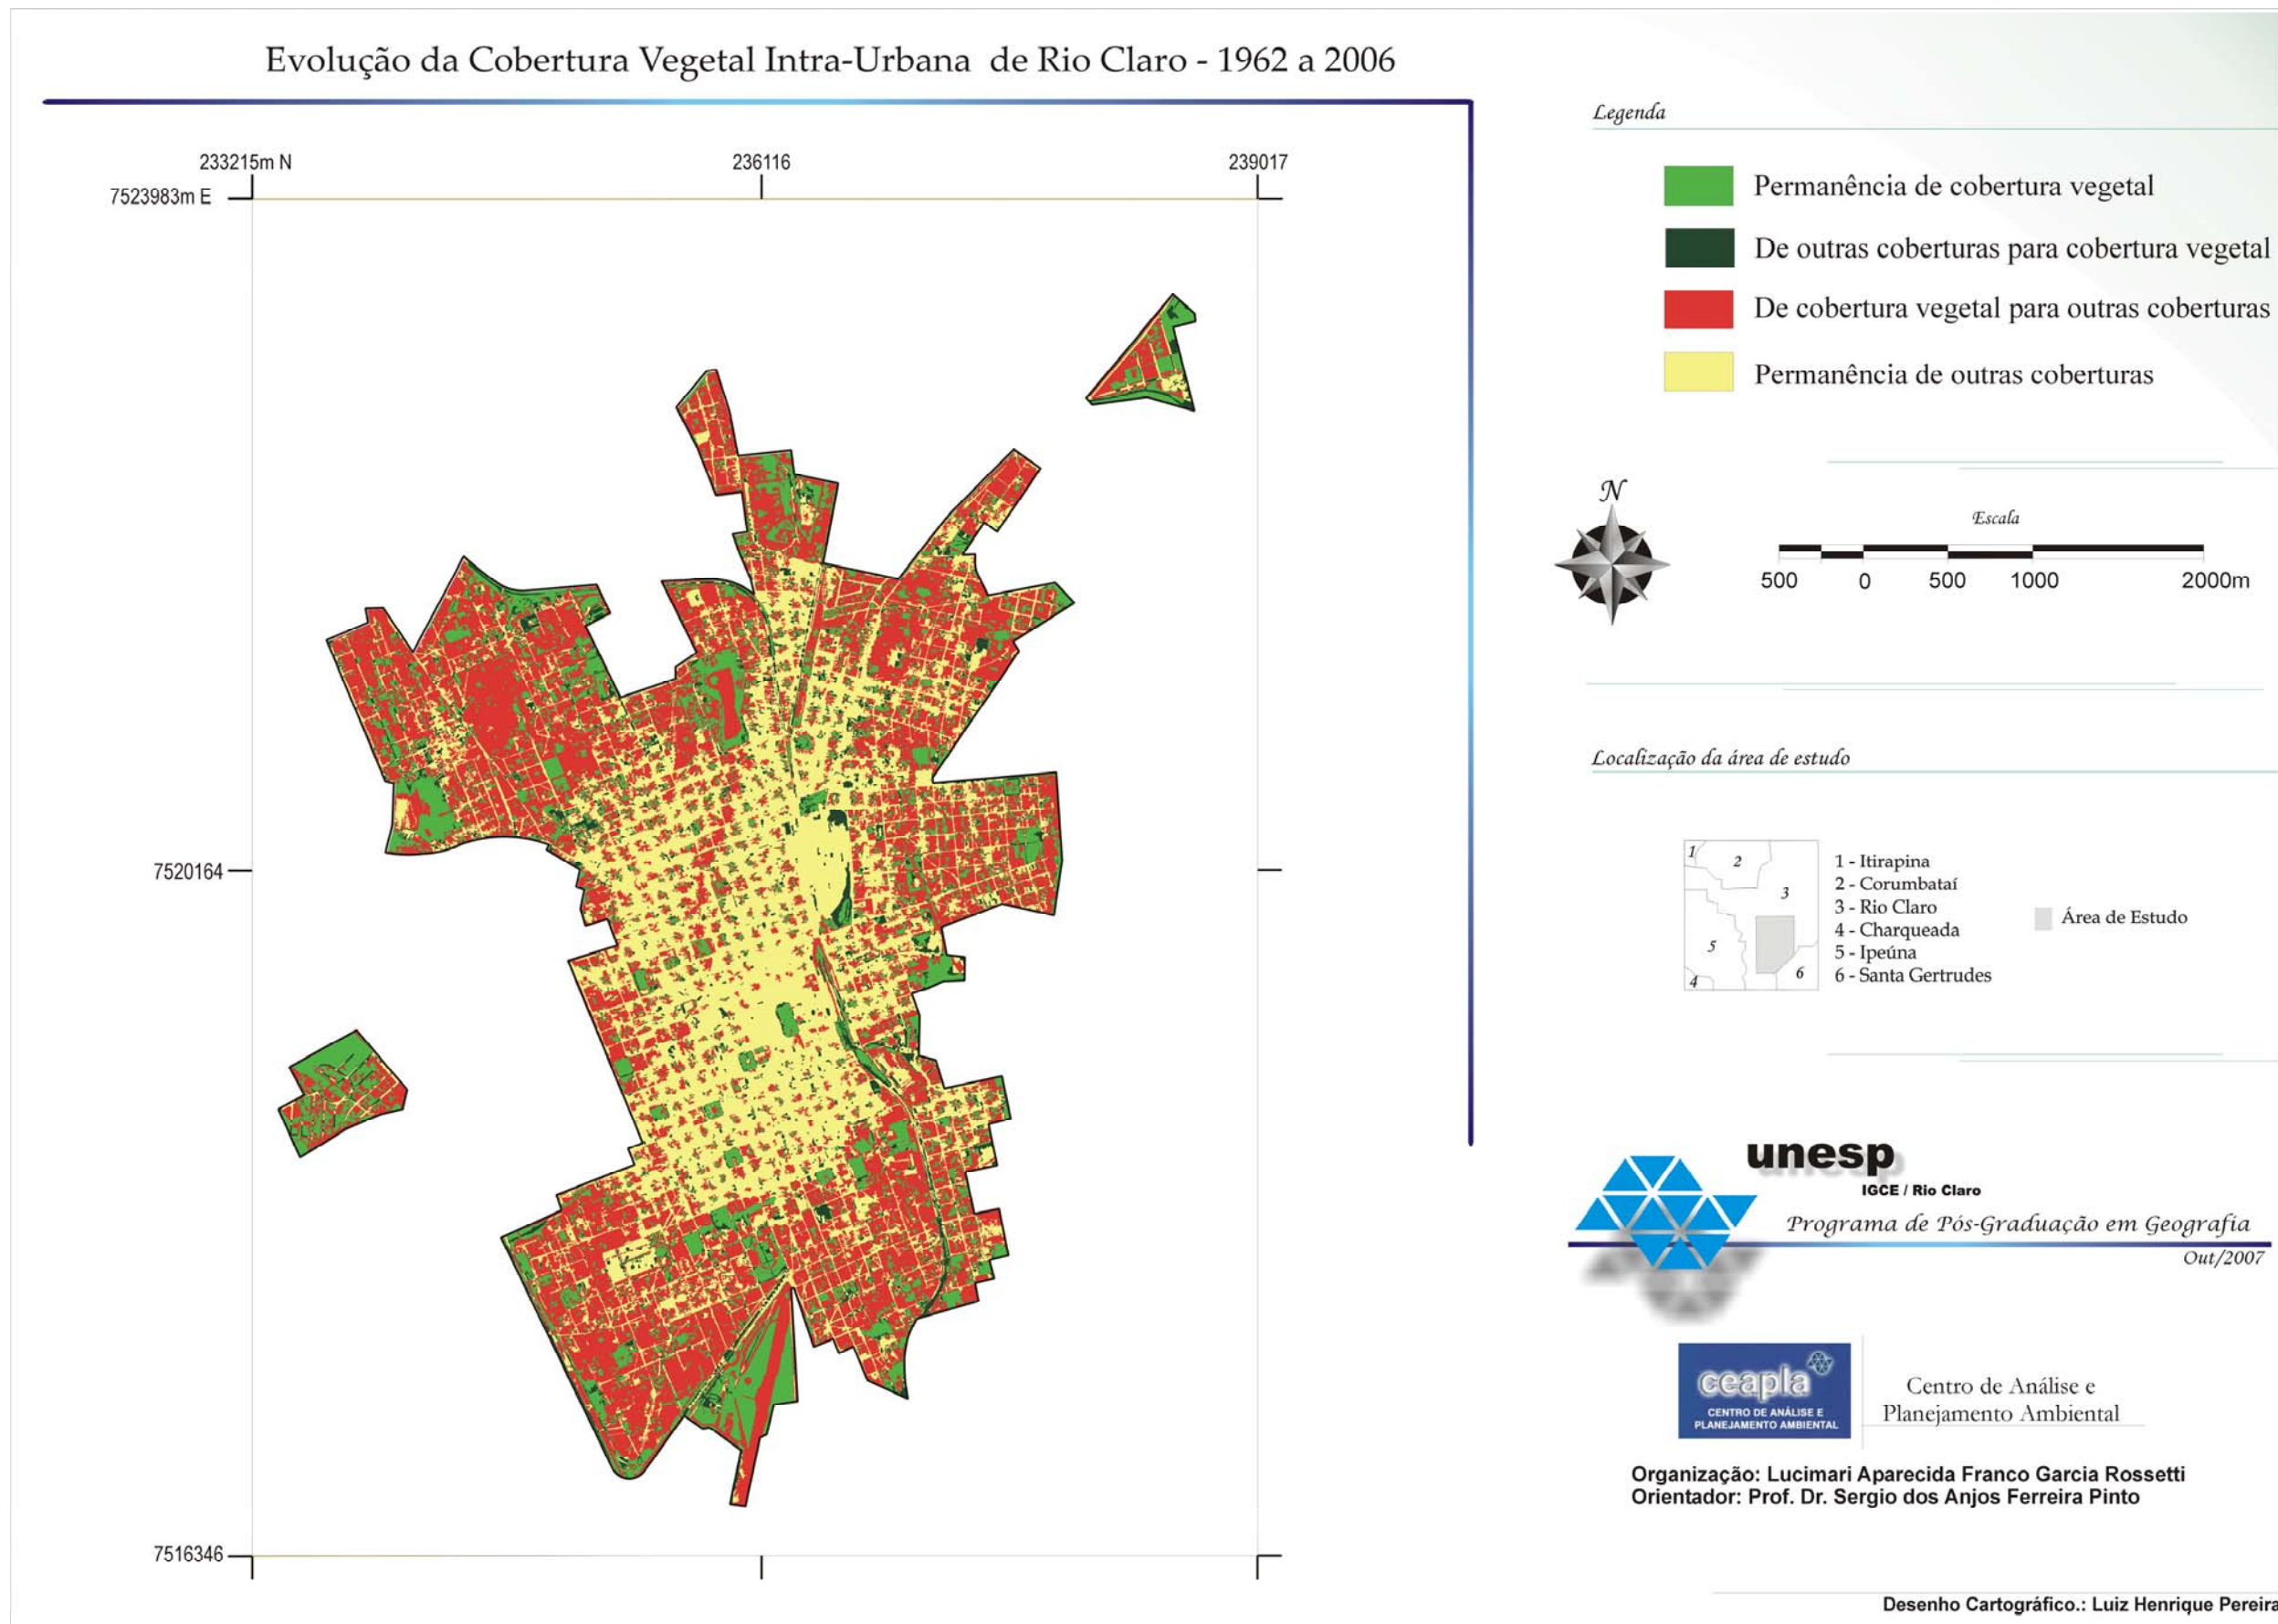 Evolução da Cobertura Vegetal Intra-Urbana de Rio Claro - 1962 a 2006
233215m N
236116
239017
7523983m E
7520164
7516346
Legenda
Permanência de cobertura vegetal
De outras coberturas para cobertura vegetal
De cobertura vegetal para outras coberturas
Permanência de outras coberturas
N
Escala
500 0 500 1000 2000m
Localização da área de estudo
1
2
3
5
4
6
1 - Itirapina
2 - Corumbataí
3 - Rio Claro
4 - Charqueada
5 - Ipeúna
6 - Santa Gertrudes
Área de Estudo
unesp
IGCE / Rio Claro
Programa de Pós-Graduação em Geografia
Out/2007
ceapla
CENTRO DE ANÁLISE E
PLANEJAMENTO AMBIENTAL
Centro de Análise e
Planejamento Ambiental
Organização: Lucimari Aparecida Franco Garcia Rossetti
Orientador: Prof. Dr. Sergio dos Anjos Ferreira Pinto
Desenho Cartográfico.: Luiz Henrique Pereira